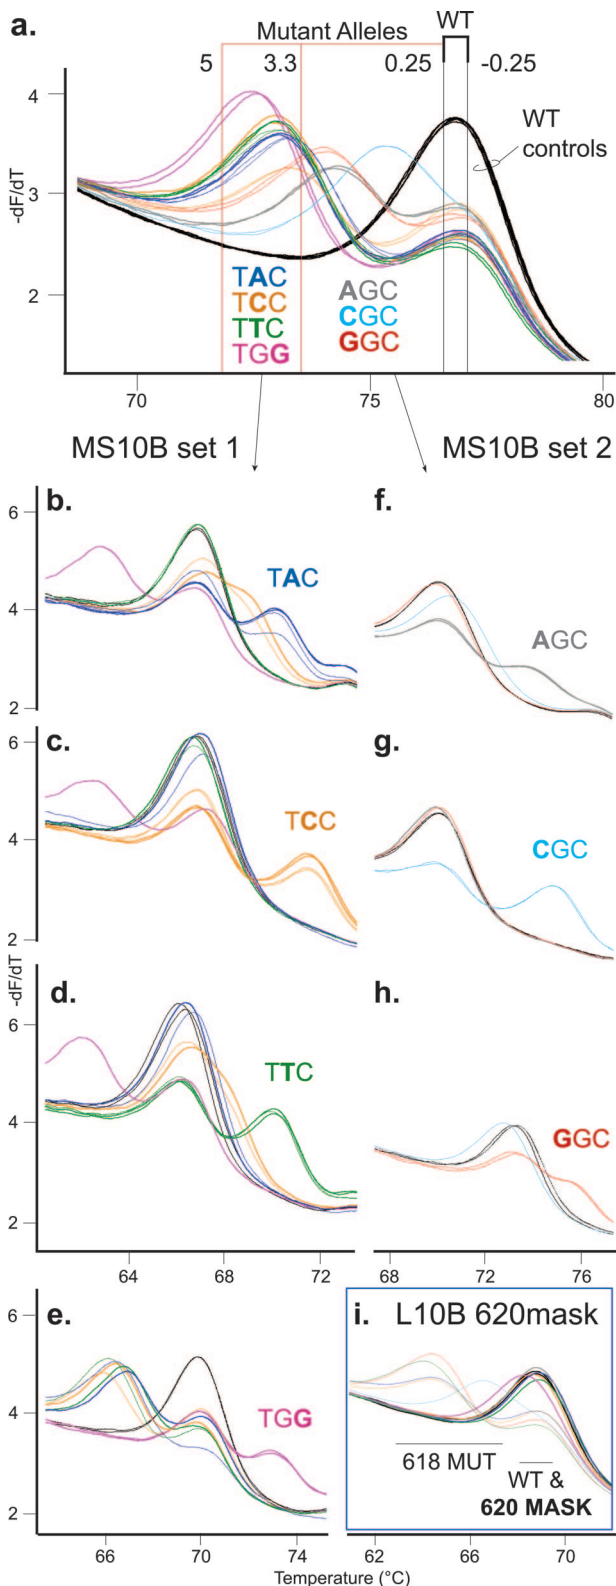 a.
Mutant Alleles
WT
5
3.3
0.25
-0.25
4
3
2
-dF/dT
WT
controls
TAC
TCC
TTC
TGG
AGC
CGC
GGC
70
75
80
MS10B set 1
MS10B set 2
b.
6
4
2
TAC
f.
AGC
c.
6
4
2
TCC
g.
CGC
-dF/dT
d.
6
4
2
TTC
64
68
72
h.
GGC
68
72
76
e.
6
4
2
TGG
66
70
74
i. L10B 620mask
618 MUT
WT &
620 MASK
62
66
70
Temperature (°C)